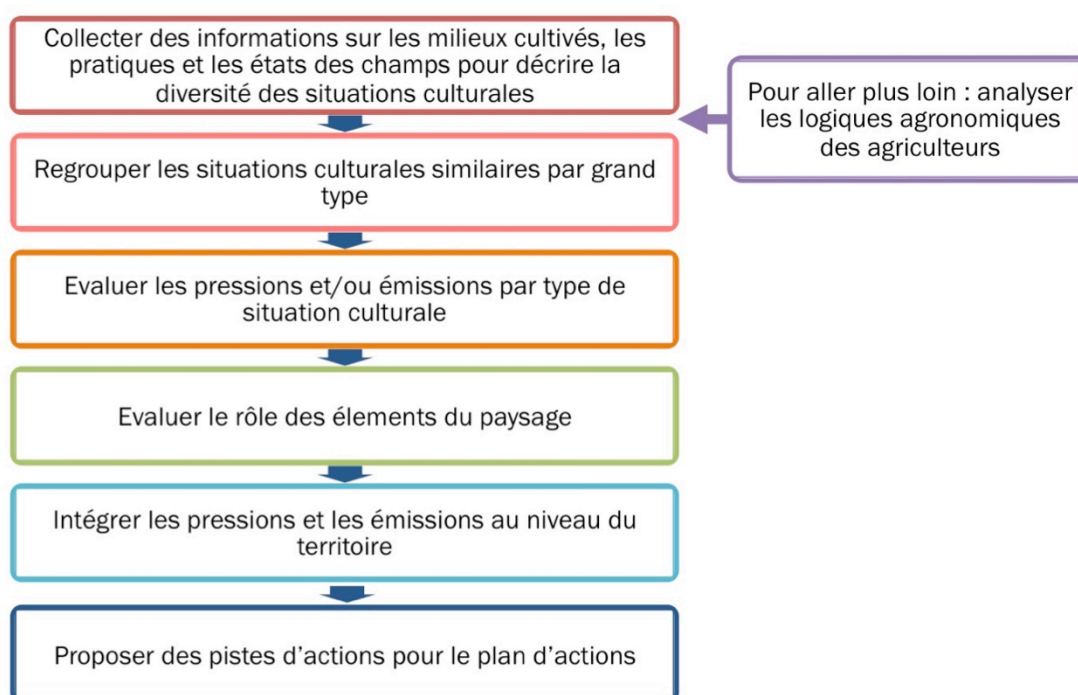 Collecter des informations sur les milieux cultivés, les
pratiques et les états des champs pour décrire la
diversité des situations culturales
Pour aller plus loin : analyser
les logiques agronomiques
des agriculteurs
Regrouper les situations culturales similaires par grand
type
Evaluer les pressions et/ou émissions par type de
situation culturale
Evaluer le rôle des élements du paysage
Intégrer les pressions et les émissions au niveau du
territoire
Proposer des pistes d'actions pour le plan d'actions